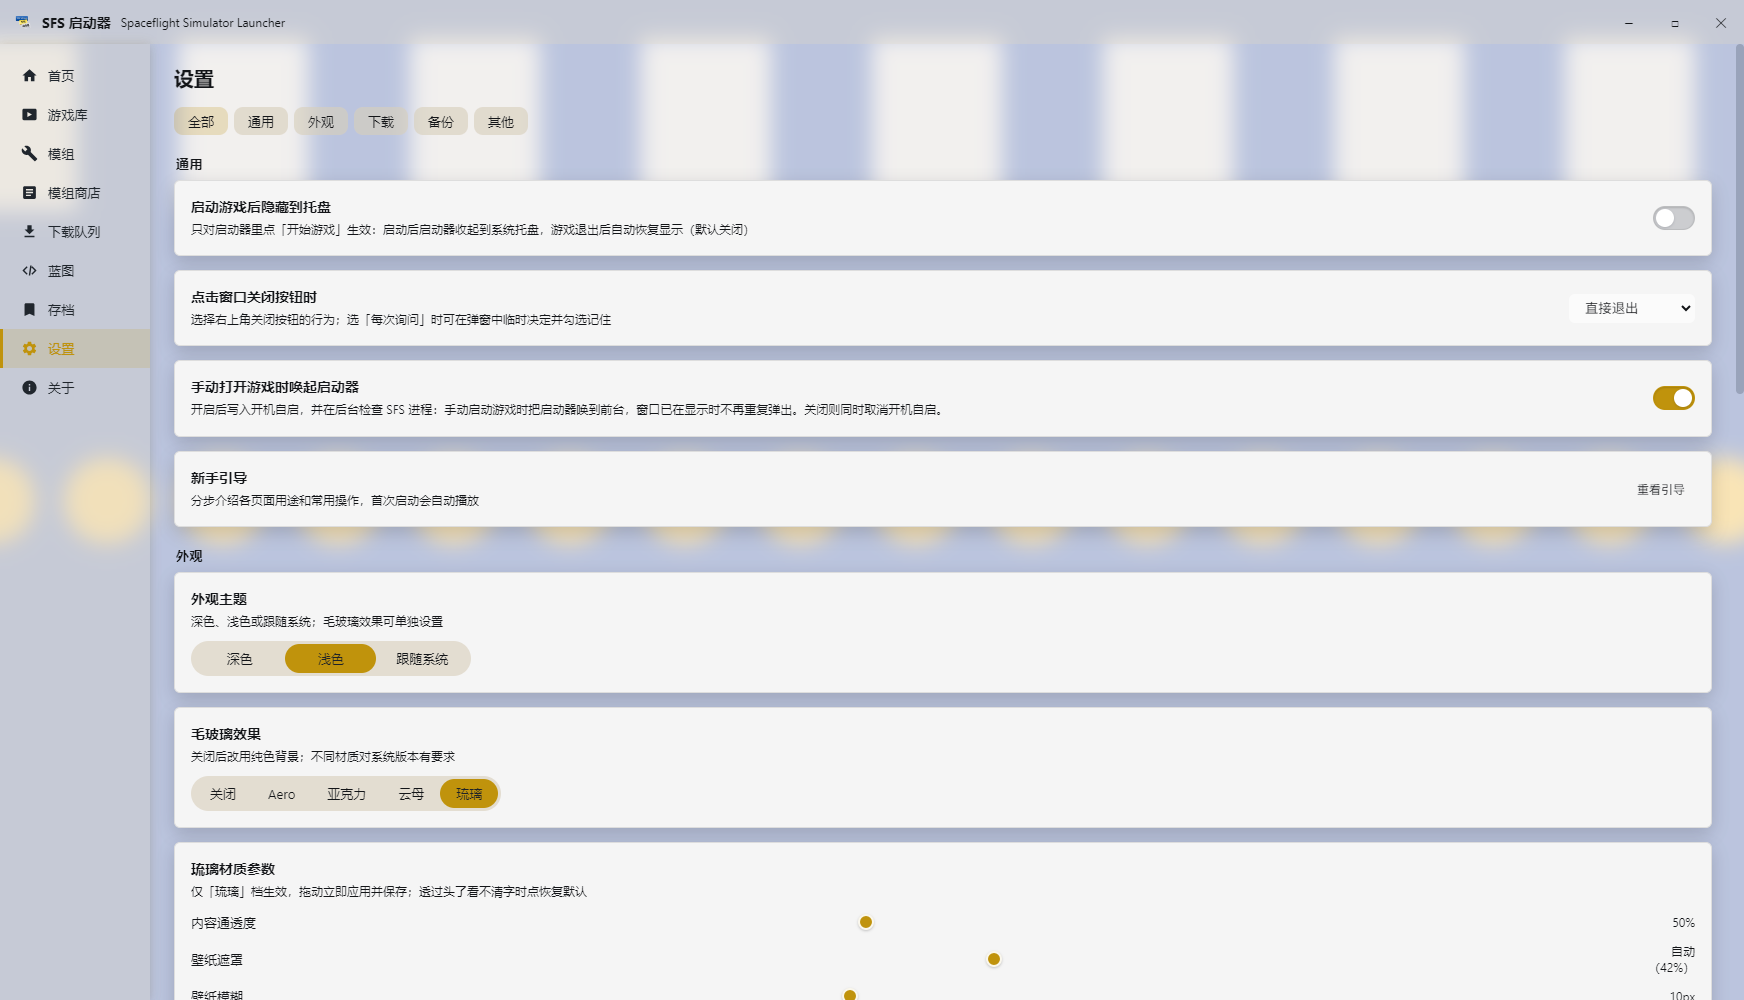 SFS 启动器 Spaceflight Simulator Launcher
首页
游戏库
模组
模组商店
下载队列
蓝图
存档
设置
关于
设置
全部 通用 外观 下载 备份 其他
通用
启动游戏后隐藏到托盘
只对启动器里点「开始游戏」生效：启动后启动器收起到系统托盘，游戏退出后自动恢复显示（默认关闭）
点击窗口关闭按钮时
选择右上角关闭按钮的行为；选「每次询问」时可在弹窗中临时决定并勾选记住
直接退出
手动打开游戏时唤起启动器
开启后写入开机自启，并在后台检查 SFS 进程：手动启动游戏时把启动器唤到前台，窗口已在显示时不再重复弹出。关闭则同时取消开机自启。
新手引导
分步介绍各页面用途和常用操作，首次启动会自动播放
重看引导
外观
外观主题
深色、浅色或跟随系统；毛玻璃效果可单独设置
深色 浅色 跟随系统
毛玻璃效果
关闭后改用纯色背景；不同材质对系统版本有要求
关闭 Aero 亚克力 云母 琉璃
琉璃材质参数
仅「琉璃」档生效，拖动立即应用并保存；透过头了看不清字时点恢复默认
内容通透度 50%
壁纸遮罩 自动
(42%)
壁纸模糊 10px